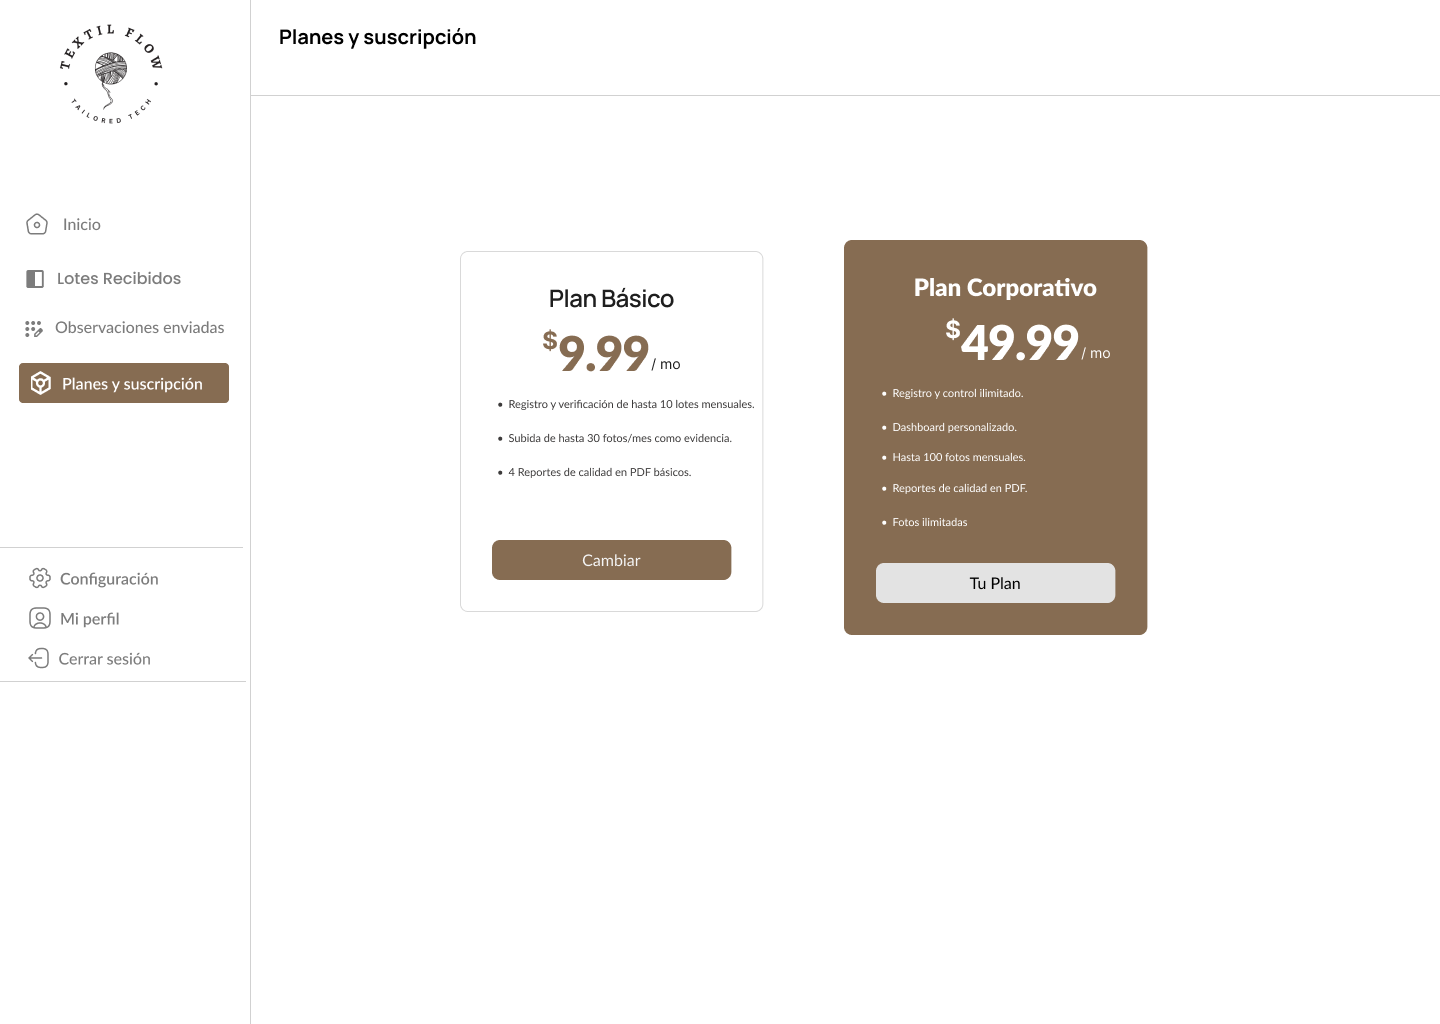 TEXTIL FLOW
TAILORED TECH
Inicio
Lotes Recibidos
Observaciones enviadas
Planes y suscripción
Configuración
Mi perfil
Cerrar sesión
Planes y suscripción
Plan Básico
$9.99 / mo
• Registro y verificación de hasta 10 lotes mensuales.
• Subida de hasta 30 fotos/mes como evidencia.
• 4 Reportes de calidad en PDF básicos.
Cambiar
Plan Corporativo
$49.99 / mo
• Registro y control ilimitado.
• Dashboard personalizado.
• Hasta 100 fotos mensuales.
• Reportes de calidad en PDF.
• Fotos ilimitadas
Tu Plan